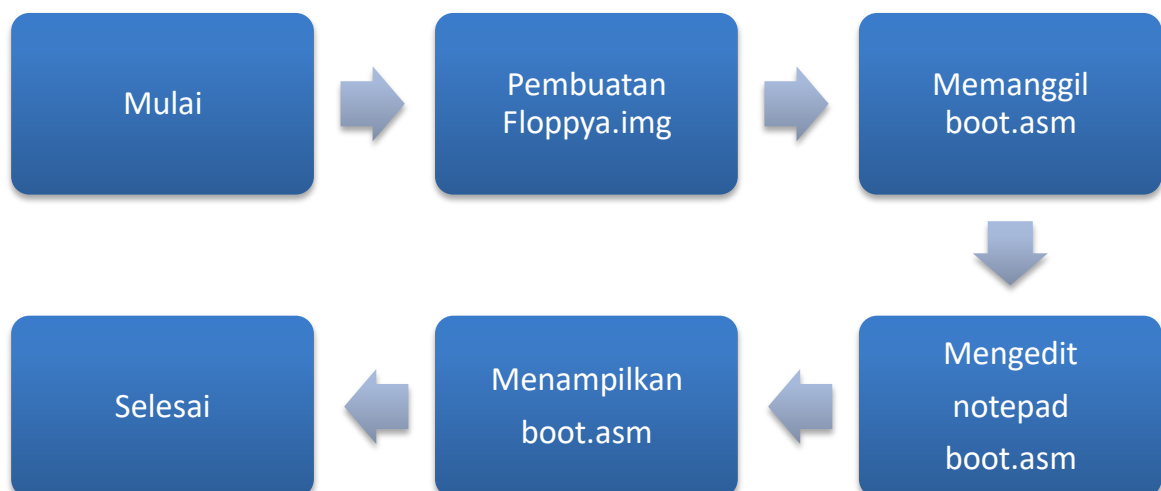 Mulai
Pembuatan
Floppya.img
Memanggil
boot.asm
Mengedit
notepad
boot.asm
Menampilkan
boot.asm
Selesai